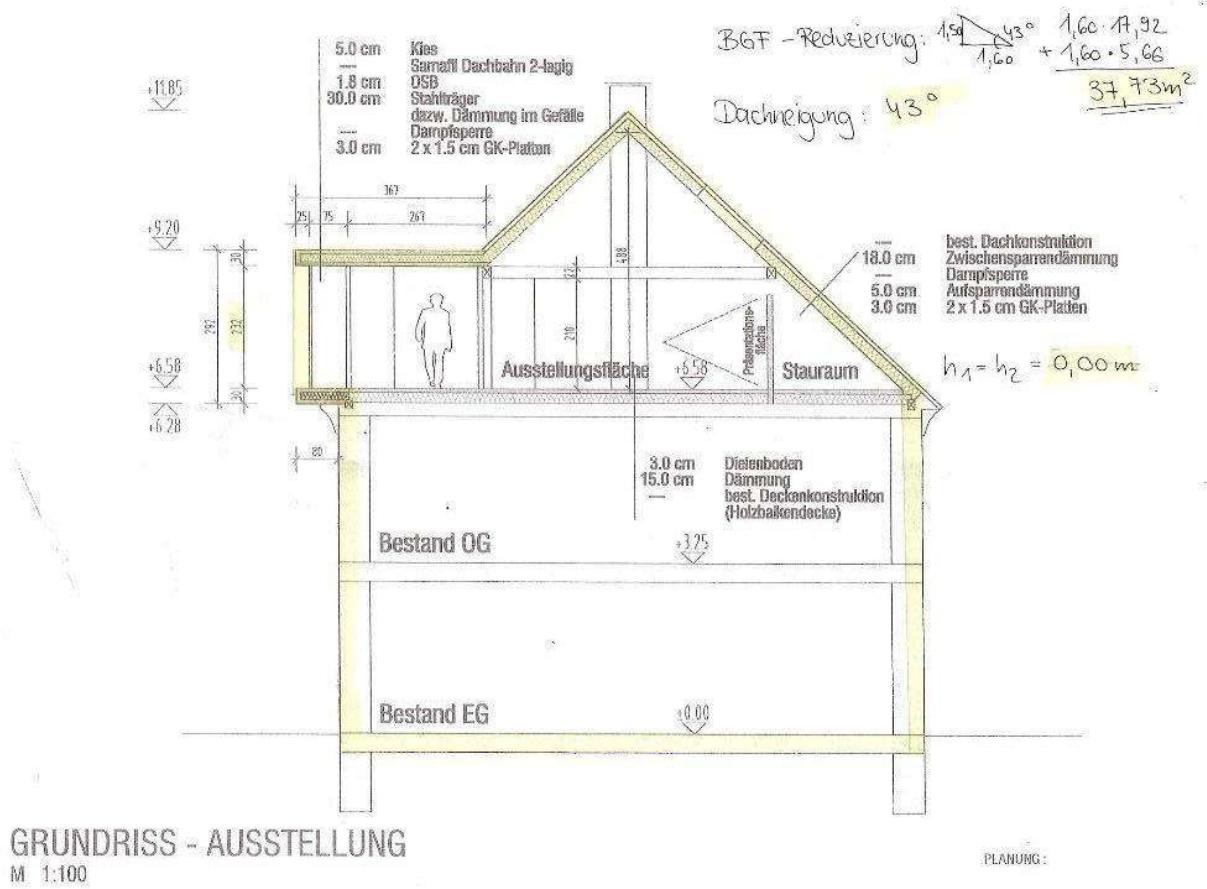 BGF-Reduzierung: 1,50 43° 1,60
1,60 · 17,92
+ 1,60 · 5,66
37,73m²
Dachneigung: 43°
5.0 cm Kies
— Sarnafil Dachbahn 2-lagig
1.8 cm OSB
30.0 cm Stahlträger
dazw. Dämmung im Gefälle
— Dampfsperre
3.0 cm 2 x 1.5 cm GK-Platten
+11.85
367
25 75 267
+9.20
— best. Dachkonstruktion
18.0 cm Zwischensparrendämmung
— Dampfsperre
5.0 cm Aufsparrendämmung
3.0 cm 2 x 1.5 cm GK-Platten
488
30
22
292
232
210
Präsentations-
fläche
h1 = h2 = 0,00 m
+6.58
Ausstellungsfläche +6.58 Stauraum
30
+6.28
80
3.0 cm Dielenboden
15.0 cm Dämmung
— best. Deckenkonstruktion
(Holzbalkendecke)
Bestand OG +3.25
Bestand EG +0.00
GRUNDRISS - AUSSTELLUNG
M 1:100
PLANUNG: